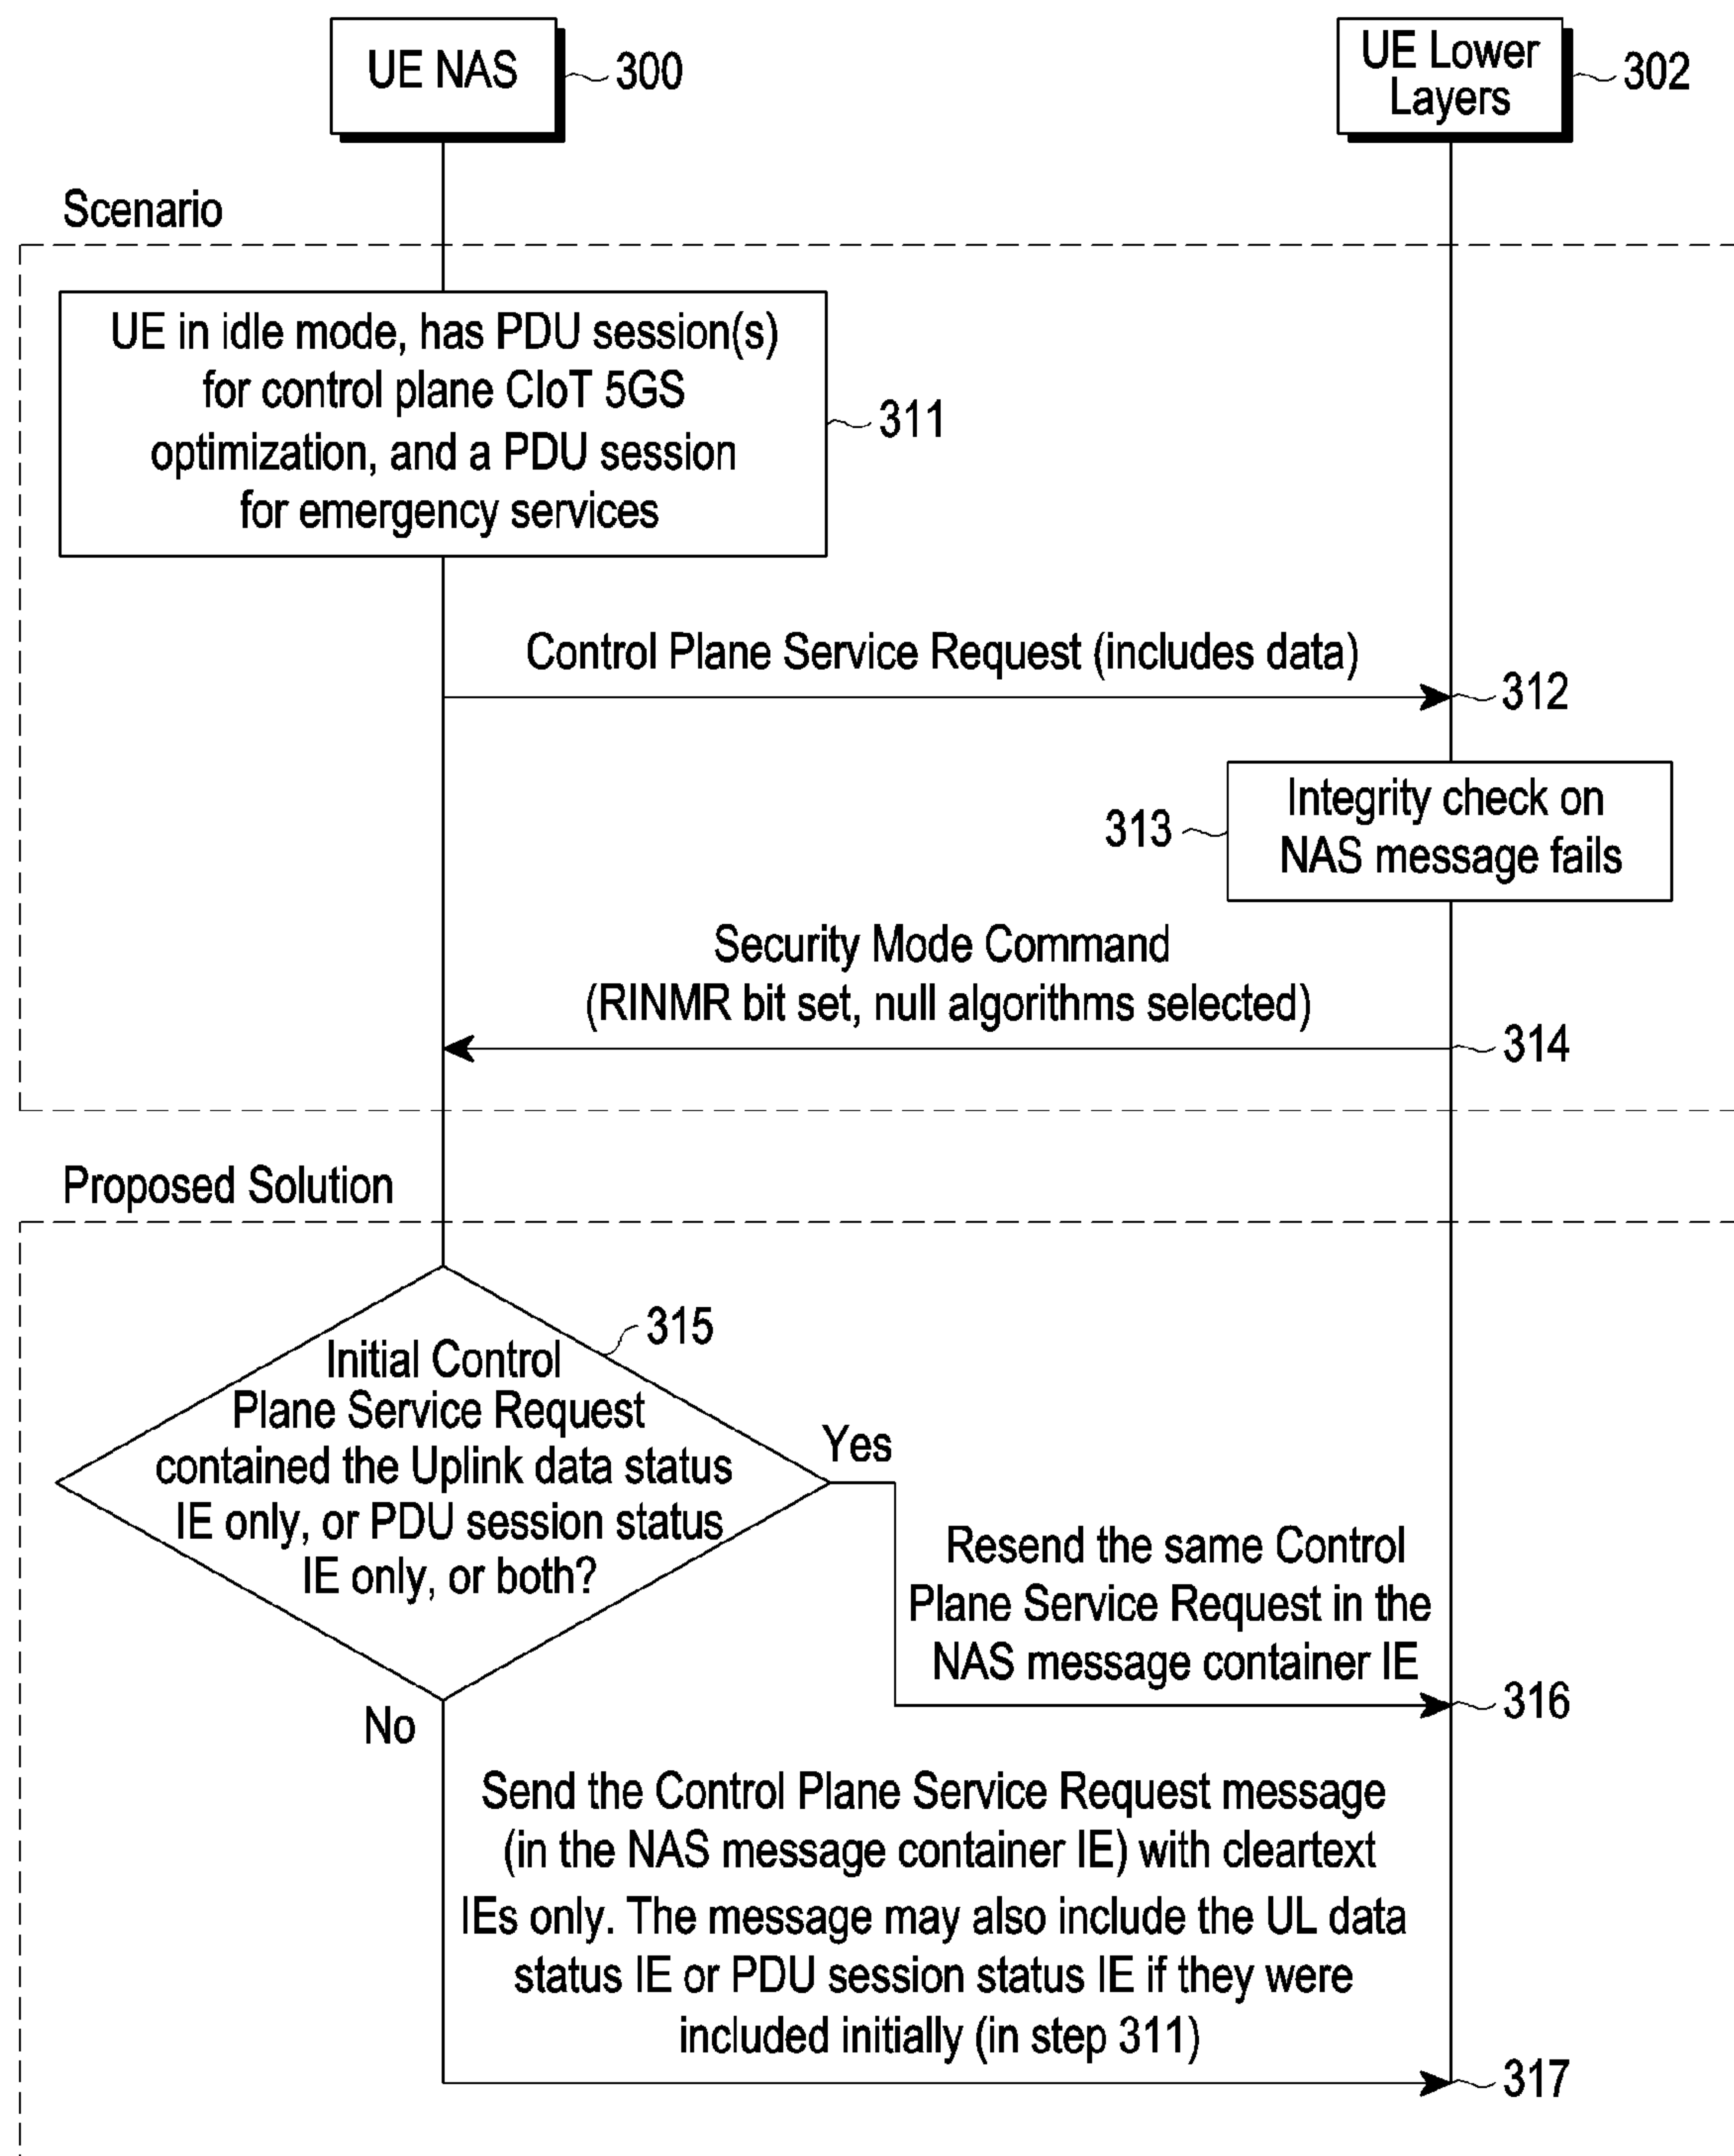 UE NAS
300
UE Lower
Layers
302
Scenario
UE in idle mode, has PDU session(s)
for control plane CIoT 5GS
optimization, and a PDU session
for emergency services
311
Control Plane Service Request (includes data)
312
Integrity check on
NAS message fails
313
Security Mode Command
(RINMR bit set, null algorithms selected)
314
Proposed Solution
Initial Control
Plane Service Request
contained the Uplink data status
IE only, or PDU session status
IE only, or both?
315
Yes
Resend the same Control
Plane Service Request in the
NAS message container IE
316
No
Send the Control Plane Service Request message
(in the NAS message container IE) with cleartext
IEs only. The message may also include the UL data
status IE or PDU session status IE if they were
included initially (in step 311)
317